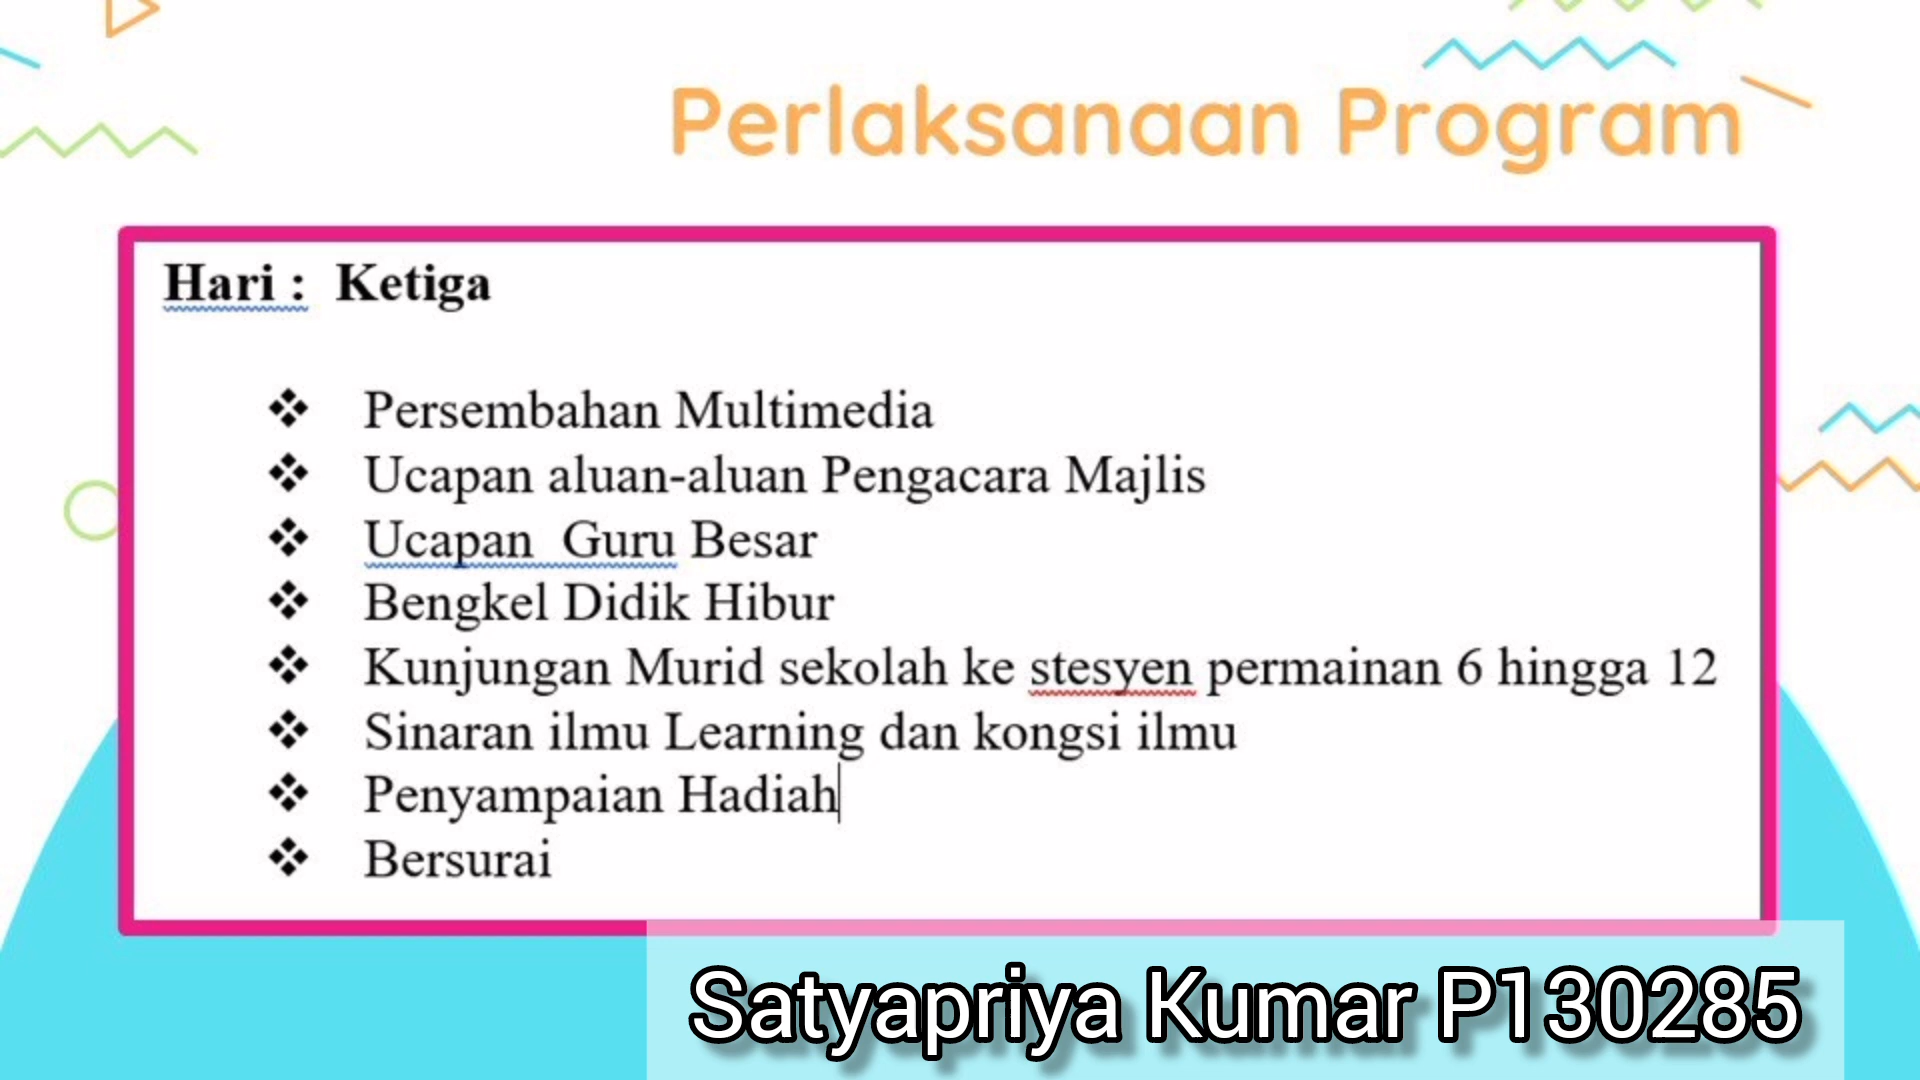 Perlaksanaan Program
Hari : Ketiga
❖ Persembahan Multimedia
❖ Ucapan aluan-aluan Pengacara Majlis
❖ Ucapan Guru Besar
❖ Bengkel Didik Hibur
❖ Kunjungan Murid sekolah ke stesyen permainan 6 hingga 12
❖ Sinaran ilmu Learning dan kongsi ilmu
❖ Penyampaian Hadiah
❖ Bersurai
Satyapriya Kumar P130285